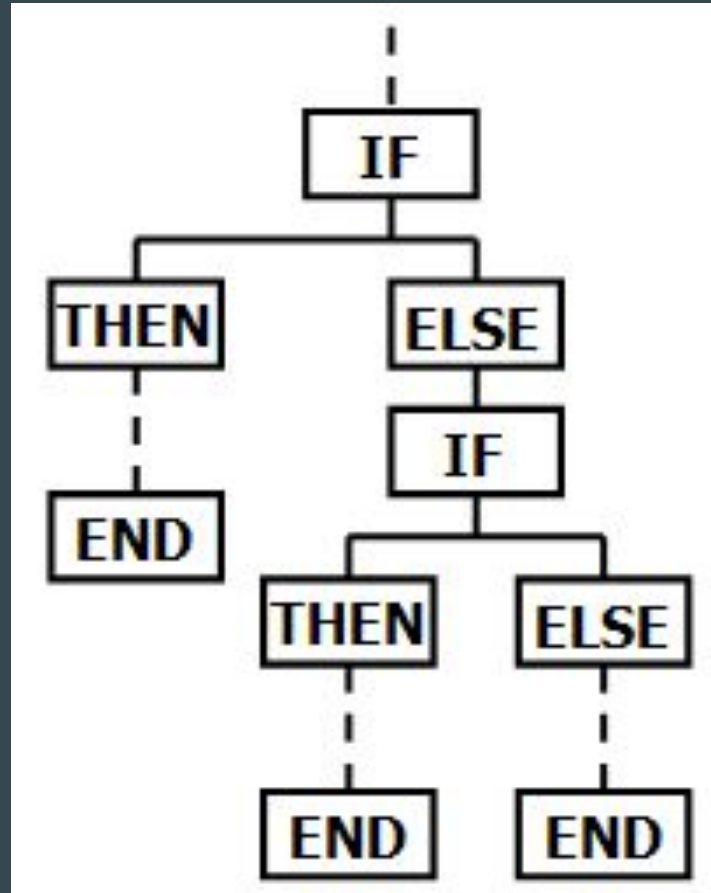 IF
THEN
ELSE
IF
END
THEN
ELSE
END
END